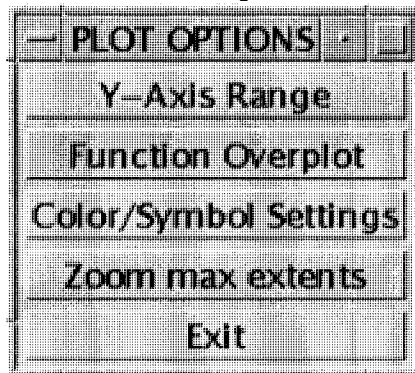 PLOT OPTIONS
Y-Axis Range
Function Overplot
Color/Symbol Settings
Zoom max extents
Exit